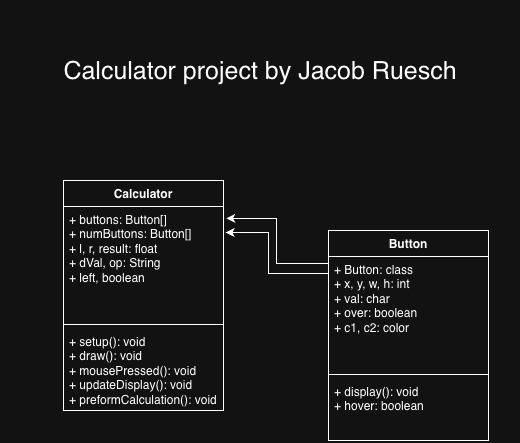 Calculator project by Jacob Ruesch
Calculator
+ buttons: Button[]
+ numButtons: Button[]
+ l, r, result: float
+ dVal, op: String
+ left, boolean
+ setup(): void
+ draw(): void
+ mousePressed(): void
+ updateDisplay(): void
+ preformCalculation(): void
Button
+ Button: class
+ x, y, w, h: int
+ val: char
+ over: boolean
+ c1, c2: color
+ display(): void
+ hover: boolean